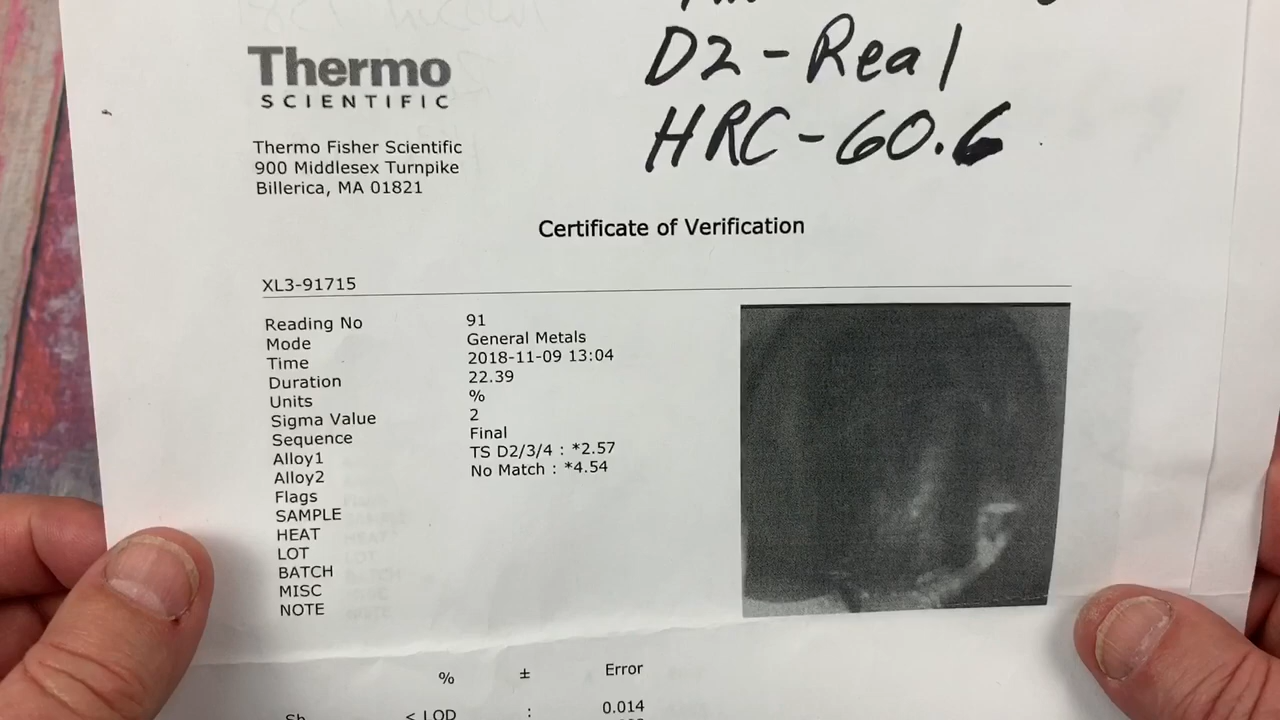 D2-Real
HRC-60.6
Thermo
SCIENTIFIC
Thermo Fisher Scientific
900 Middlesex Turnpike
Billerica, MA 01821
Certificate of Verification
XL3-91715
Reading No 91
Mode General Metals
Time 2018-11-09 13:04
Duration 22.39
Units %
Sigma Value 2
Sequence Final
Alloy1 TS D2/3/4 : *2.57
Alloy2 No Match : *4.54
Flags
SAMPLE
HEAT
LOT
BATCH
MISC
NOTE
% ± Error
Sb < LOD : 0.014